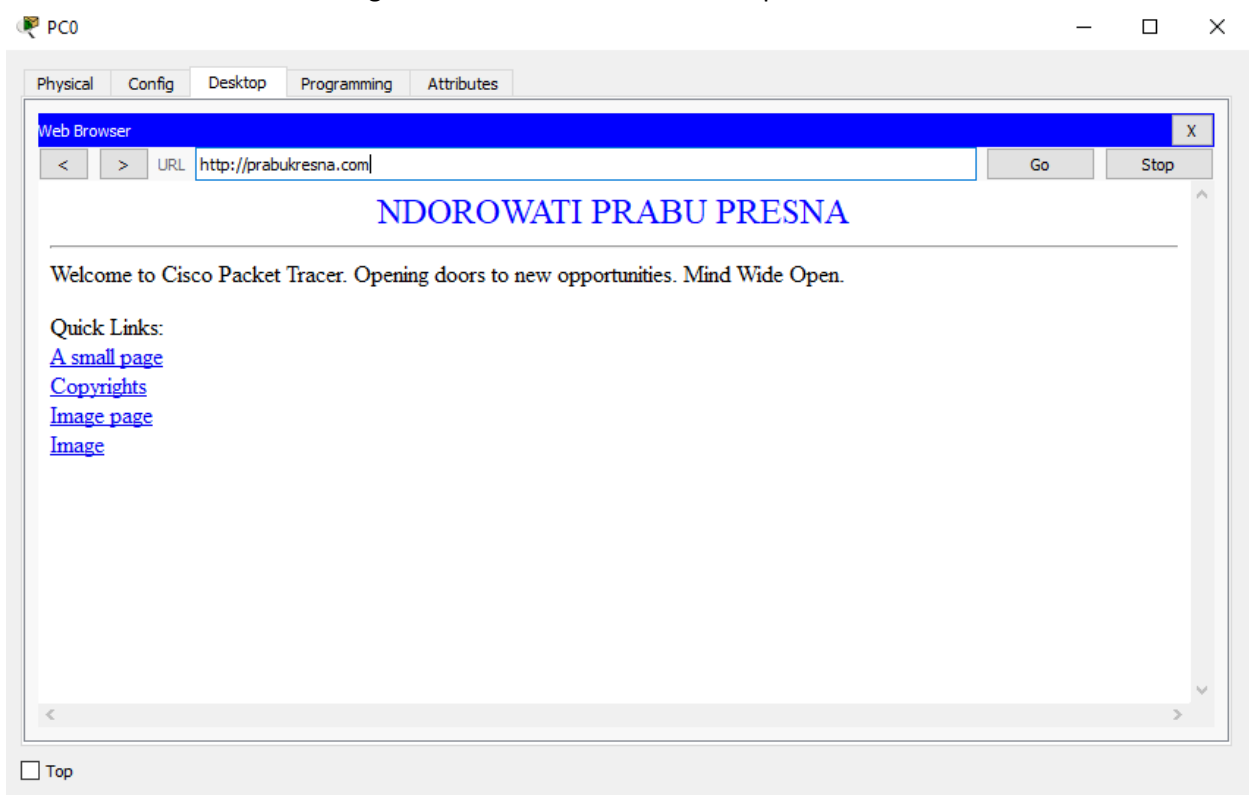 PC0
Physical Config Desktop Programming Attributes
Web Browser X
< > URL http://prabukresna.com Go Stop
NDOROWATI PRABU PRESNA
Welcome to Cisco Packet Tracer. Opening doors to new opportunities. Mind Wide Open.
Quick Links:
A small page
Copyrights
Image page
Image
Top